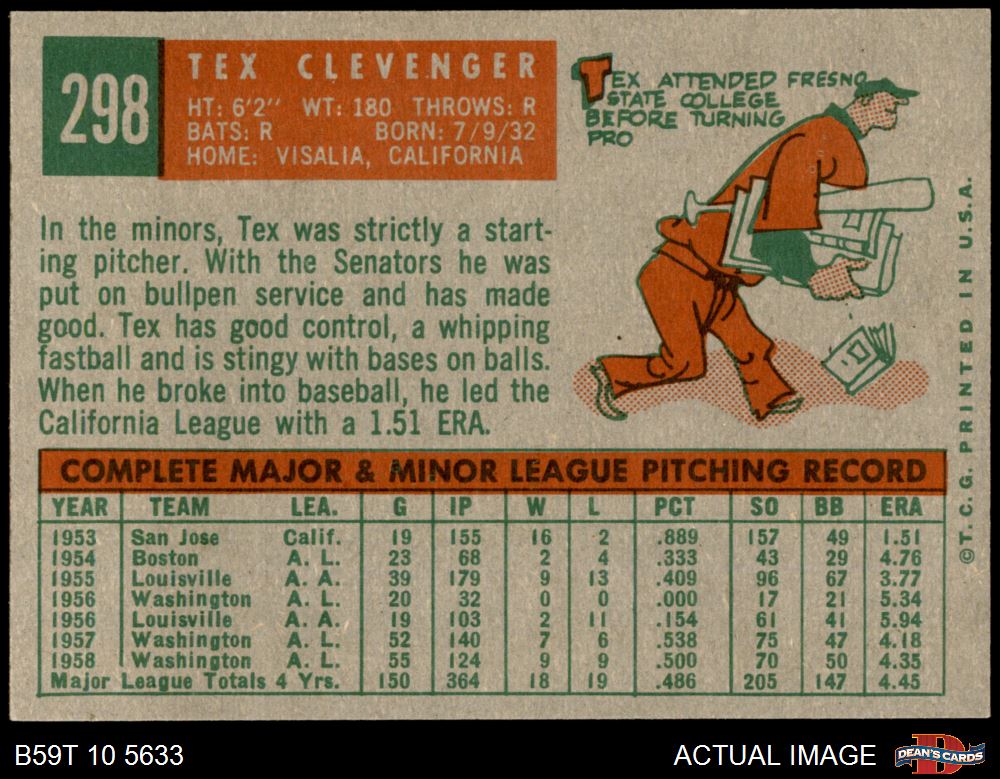 298
TEX CLEVENGER
HT: 6'2" WT: 180 THROWS: R
BATS: R BORN: 7/9/32
HOME: VISALIA, CALIFORNIA
TEX ATTENDED FRESNO
STATE COLLEGE
BEFORE TURNING
PRO
In the minors, Tex was strictly a start-
ing pitcher. With the Senators he was
put on bullpen service and has made
good. Tex has good control, a whipping
fastball and is stingy with bases on balls.
When he broke into baseball, he led the
California League with a 1.51 ERA.
COMPLETE MAJOR & MINOR LEAGUE PITCHING RECORD
YEAR TEAM LEA. G IP W L PCT SO BB ERA
1953 San Jose Calif. 19 155 16 2 .889 157 49 1.51
1954 Boston A. L. 23 68 2 4 .333 43 29 4.76
1955 Louisville A. A. 39 179 9 13 .409 96 67 3.77
1956 Washington A. L. 20 32 0 0 .000 17 21 5.34
1956 Louisville A. A. 19 103 2 11 .154 61 41 5.94
1957 Washington A. L. 52 140 7 6 .538 75 47 4.18
1958 Washington A. L. 55 124 9 9 .500 70 50 4.35
Major League Totals 4 Yrs. 150 364 18 19 .486 205 147 4.45
©T.C.G. PRINTED IN U.S.A.
B59T 10 5633
ACTUAL IMAGE
D
DEAN'S CARDS